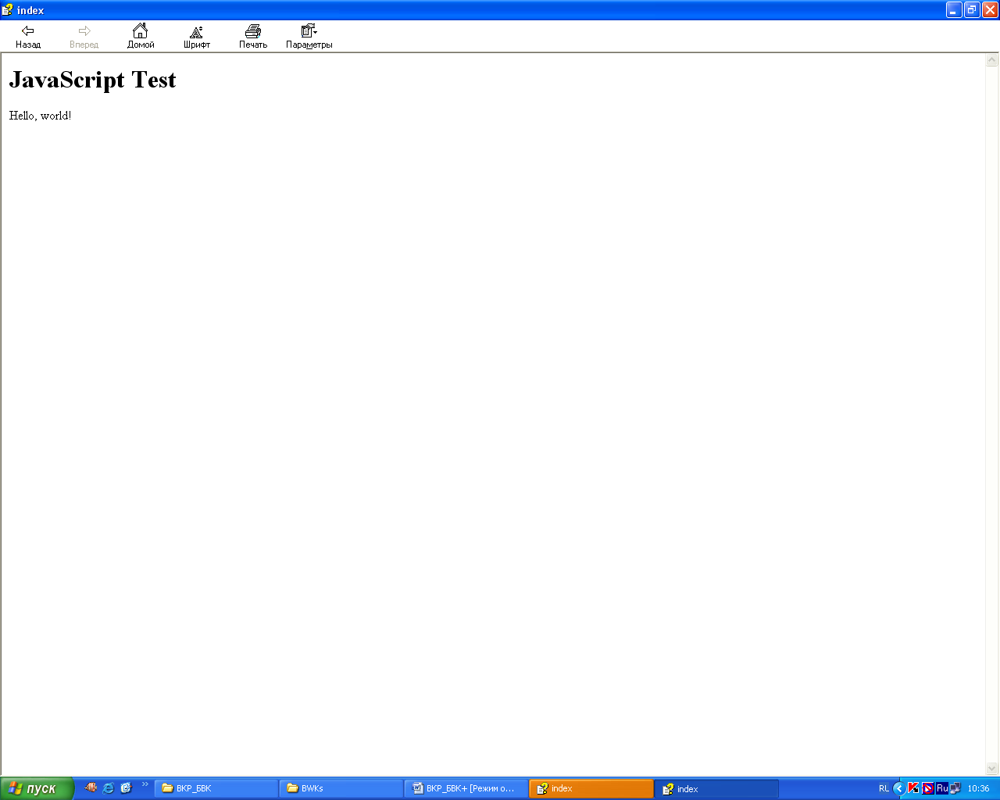 index
Назад Вперед Домой Шрифт Печать Параметры
JavaScript Test
Hello, world!
пуск ВКР_БВК BWKs ВКР_БВК+ [Режим о... index index RL Ru 10:36